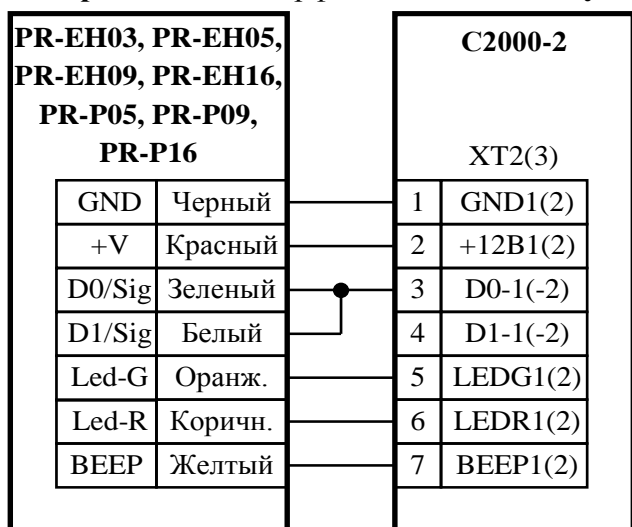 PR-EH03, PR-EH05,
PR-EH09, PR-EH16,
PR-P05, PR-P09,
PR-P16
C2000-2
XT2(3)
GND Черный 1 GND1(2)
+V Красный 2 +12B1(2)
D0/Sig Зеленый 3 D0-1(-2)
D1/Sig Белый 4 D1-1(-2)
Led-G Оранж. 5 LEDG1(2)
Led-R Коричн. 6 LEDR1(2)
BEEP Желтый 7 BEEP1(2)